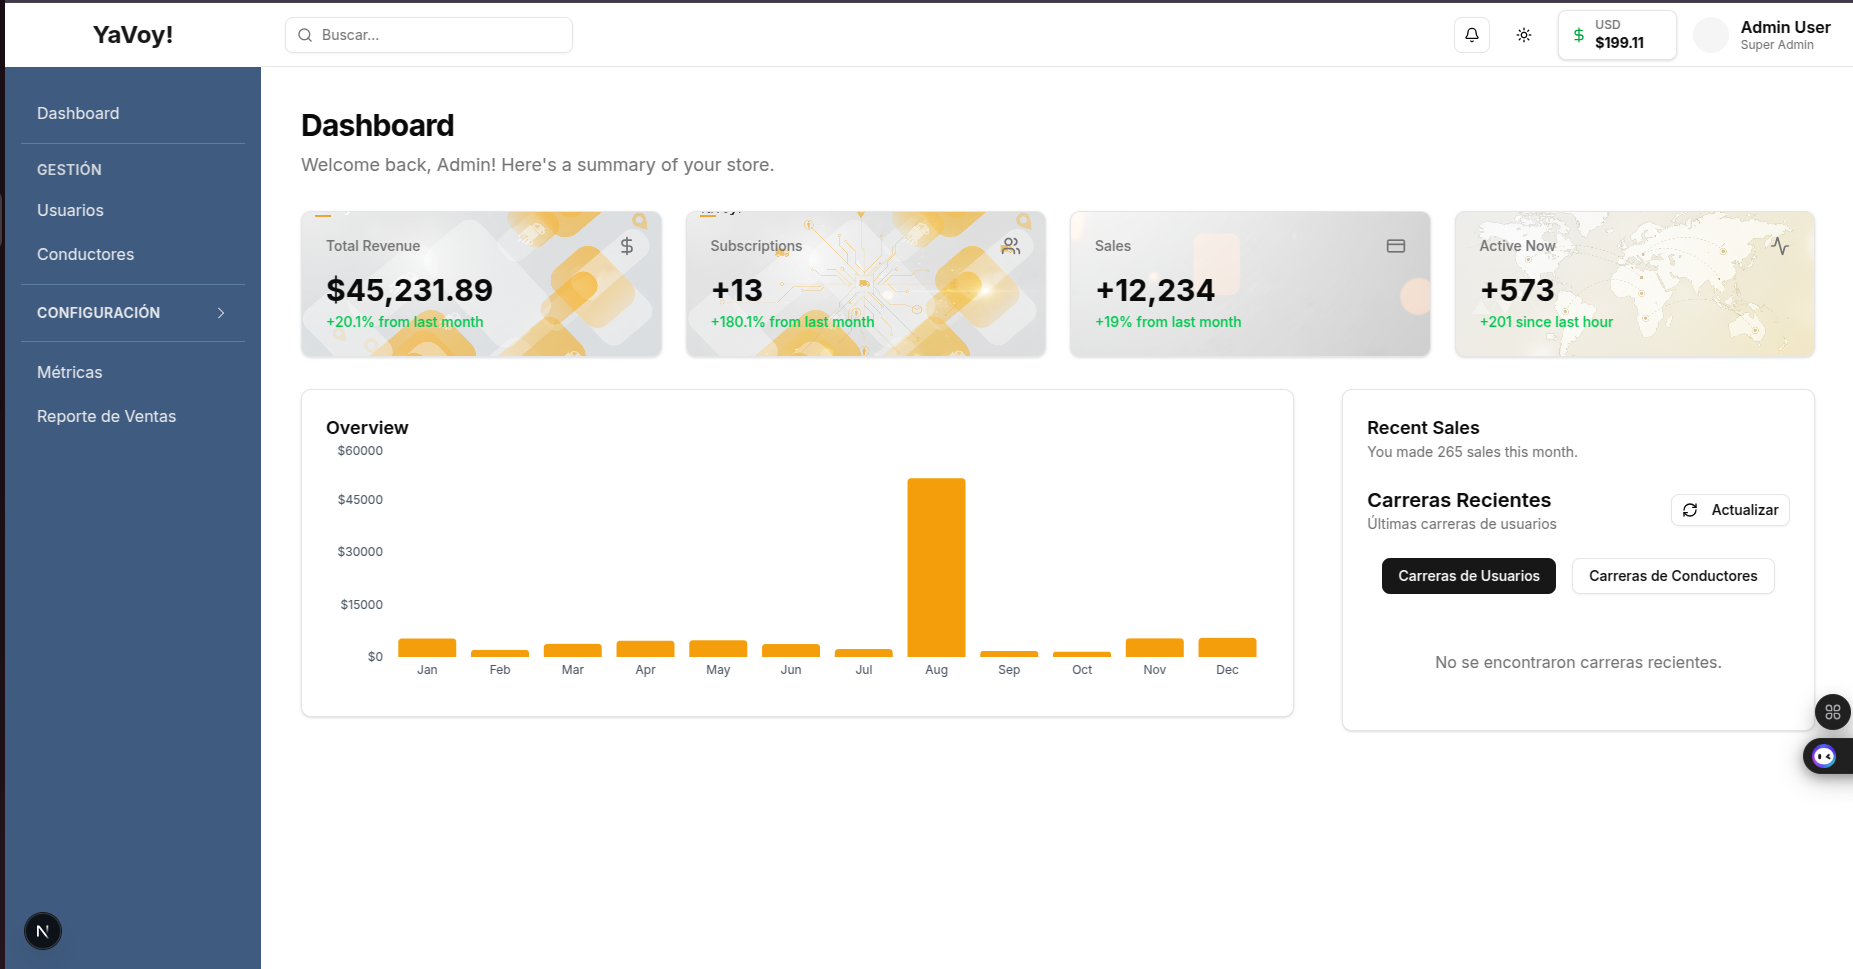 YaVoy!
Buscar...
USD
$199.11
Admin User
Super Admin
Dashboard
GESTIÓN
Usuarios
Conductores
CONFIGURACIÓN
Métricas
Reporte de Ventas
Dashboard
Welcome back, Admin! Here's a summary of your store.
Total Revenue
$45,231.89
+20.1% from last month
Subscriptions
+13
+180.1% from last month
Sales
+12,234
+19% from last month
Active Now
+573
+201 since last hour
Overview
$60000
$45000
$30000
$15000
$0
Jan Feb Mar Apr May Jun Jul Aug Sep Oct Nov Dec
Recent Sales
You made 265 sales this month.
Carreras Recientes
Últimas carreras de usuarios
Actualizar
Carreras de Usuarios
Carreras de Conductores
No se encontraron carreras recientes.
N